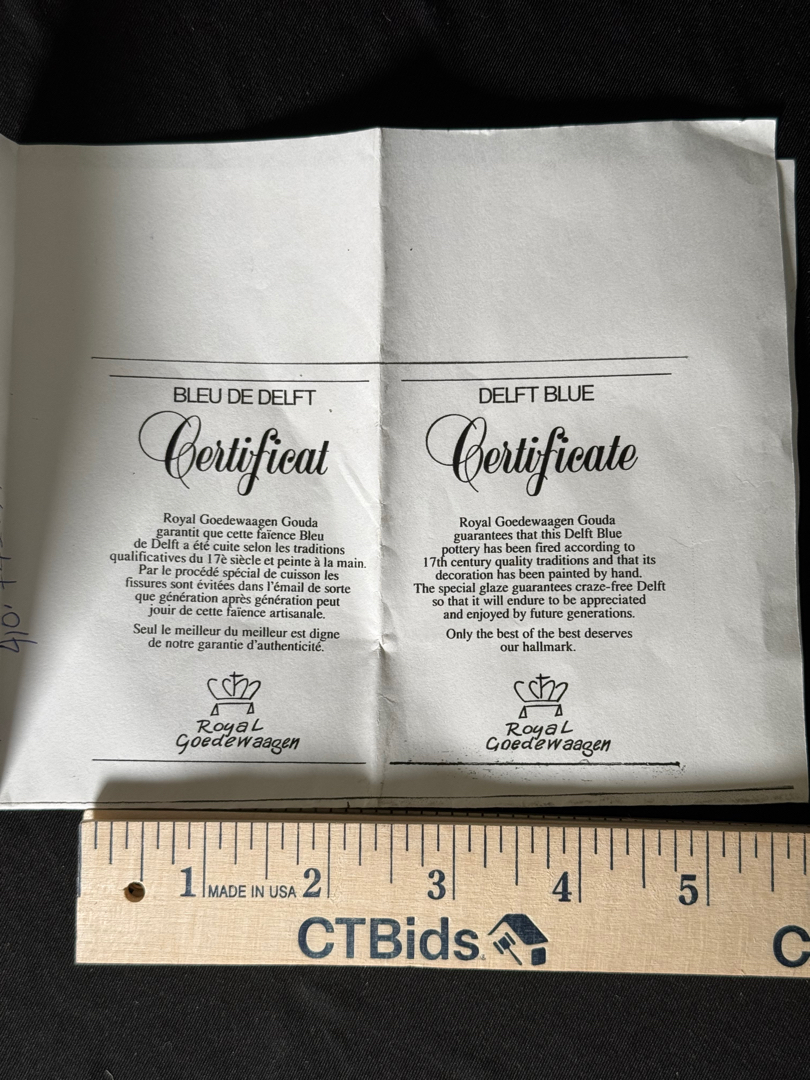 BLEU DE DELFT
Certificat
Royal Goedewaagen Gouda
garantit que cette faïence Bleu
de Delft a été cuite selon les traditions
qualificatives du 17è siècle et peinte à la main.
Par le procédé spécial de cuisson les
fissures sont évitées dans l'émail de sorte
que génération après génération peut
jouir de cette faïence artisanale.
Seul le meilleur du meilleur est digne
de notre garantie d'authenticité.
Royal
Goedewaagen
DELFT BLUE
Certificate
Royal Goedewaagen Gouda
guarantees that this Delft Blue
pottery has been fired according to
17th century quality traditions and that its
decoration has been painted by hand.
The special glaze guarantees craze-free Delft
so that it will endure to be appreciated
and enjoyed by future generations.
Only the best of the best deserves
our hallmark.
Royal
Goedewaagen
1 MADE IN USA 2 3 4 5
CTBids
C